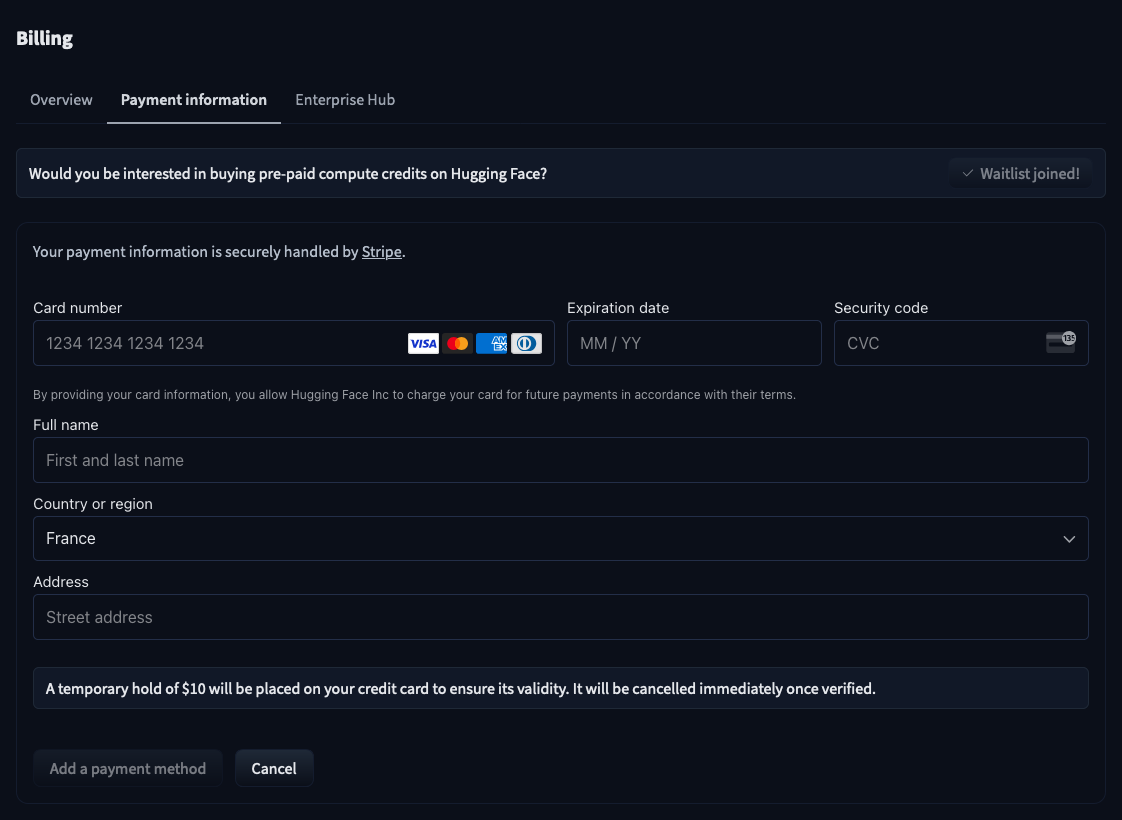 Billing
Overview Payment information Enterprise Hub
Would you be interested in buying pre-paid compute credits on Hugging Face? Waitlist joined!
Your payment information is securely handled by Stripe.
Card number Expiration date Security code
1234 1234 1234 1234 VISA AMEX MM / YY CVC 135
By providing your card information, you allow Hugging Face Inc to charge your card for future payments in accordance with their terms.
Full name
First and last name
Country or region
France
Address
Street address
A temporary hold of $10 will be placed on your credit card to ensure its validity. It will be cancelled immediately once verified.
Add a payment method Cancel